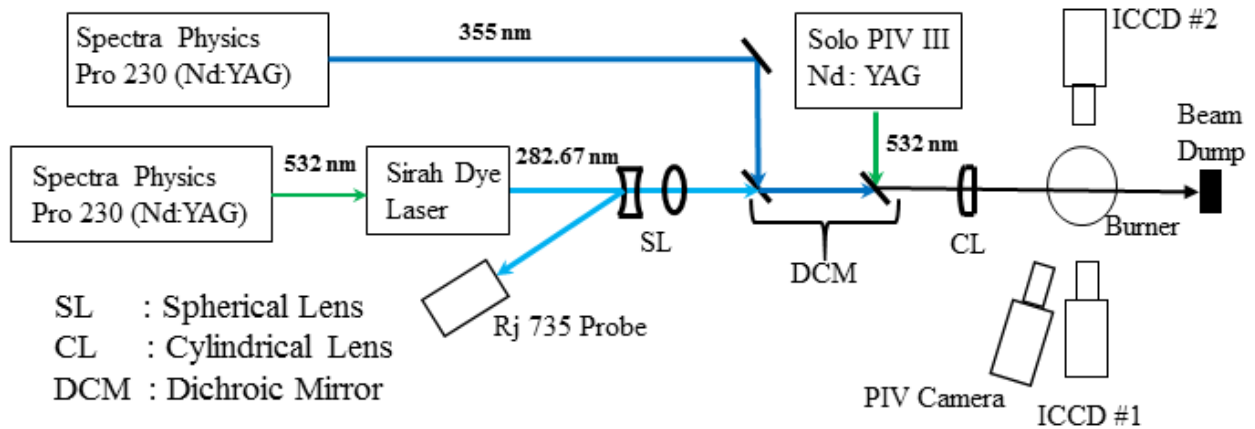 Spectra Physics
Pro 230 (Nd:YAG)
355 nm
Solo PIV III
Nd: YAG
ICCD #2
Beam
Dump
Spectra Physics
Pro 230 (Nd:YAG)
532 nm
Sirah Dye
Laser
282.67 nm
532 nm
SL
DCM
CL
Burner
Rj 735 Probe
PIV Camera
ICCD #1
SL : Spherical Lens
CL : Cylindrical Lens
DCM : Dichroic Mirror